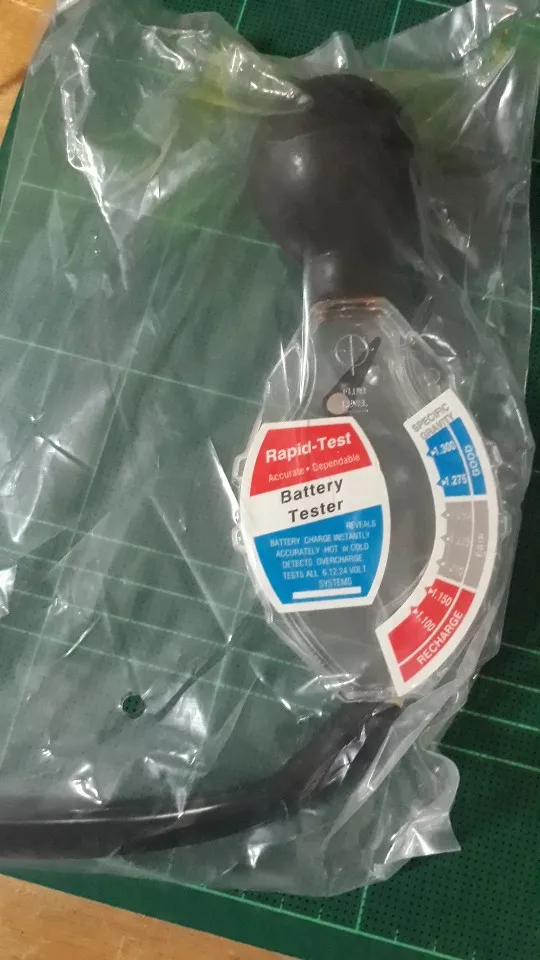 Rapid-Test
Accurate • Dependable
Battery
Tester
REVEALS
BATTERY CHARGE INSTANTLY
ACCURATELY HOT or COLD
DETECTS OVERCHARGE
TESTS ALL 6.12.24 VOLT
SYSTEMS
SPECIFIC
GRAVITY
1.300
1.275
GOOD
FAIR
1.150
1.100
RECHARGE